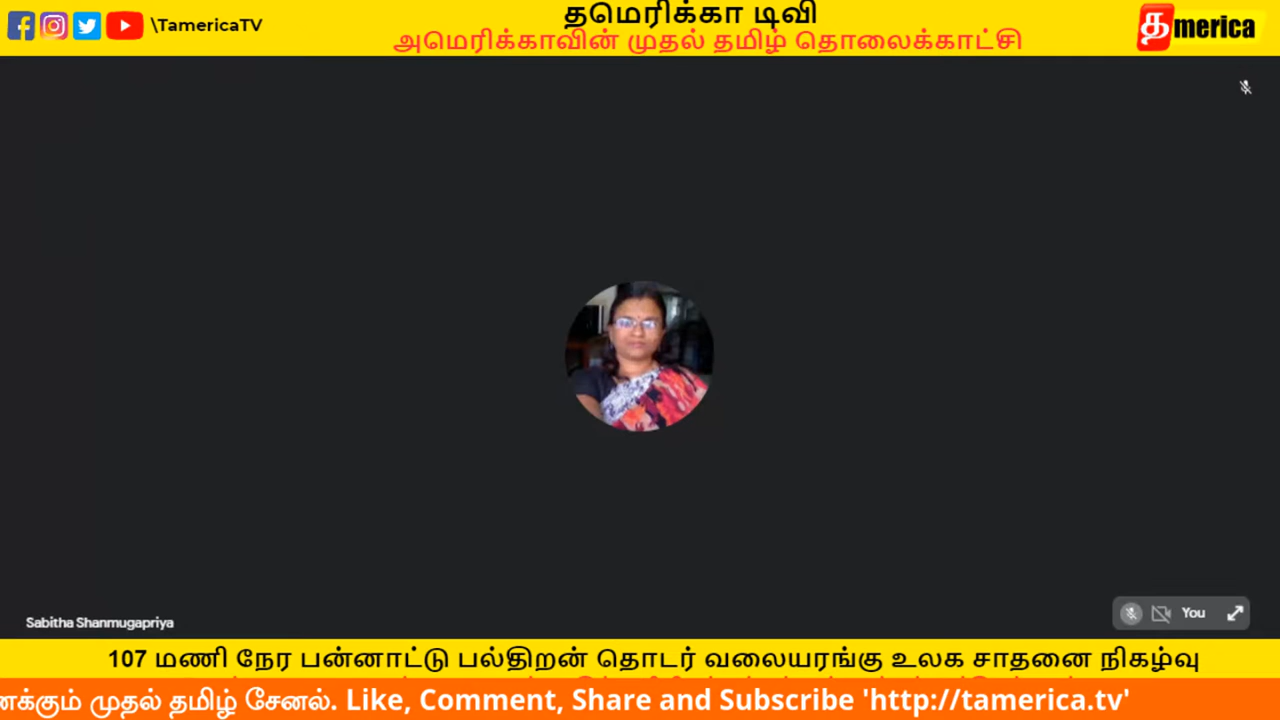 \TamericaTV
தமெரிக்கா டிவி
அமெரிக்காவின் முதல் தமிழ் தொலைக்காட்சி
தmerica
Sabitha Shanmugapriya
You
107 மணி நேர பன்னாட்டு பல்திறன் தொடர் வலையரங்கு உலக சாதனை நிகழ்வு
முதல் தமிழ் சேனல். Like, Comment, Share and Subscribe 'http://tamerica.tv'